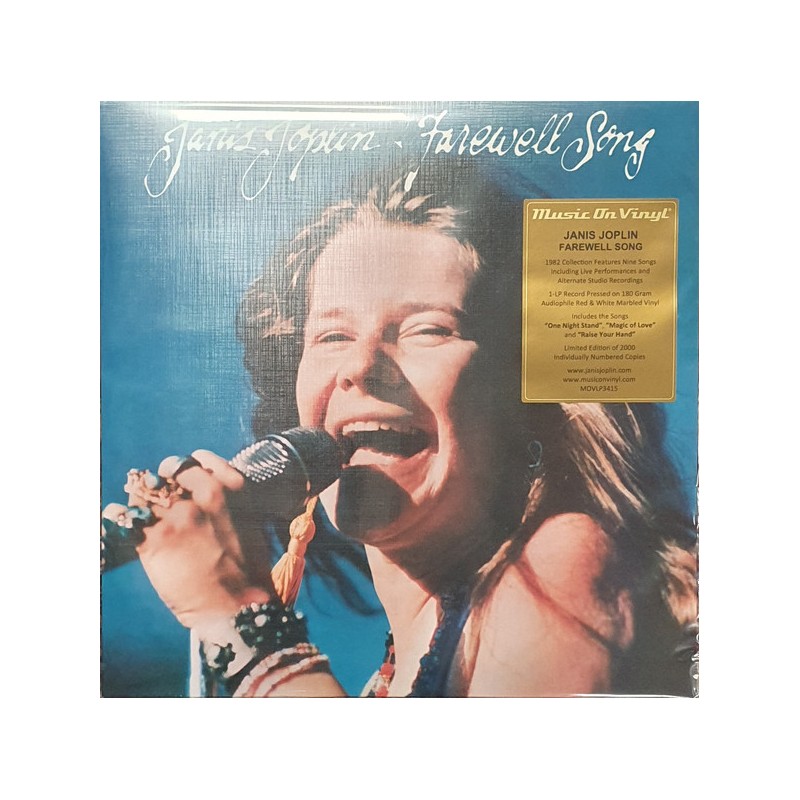 Janis Joplin - Farewell Song
Music On Vinyl®
JANIS JOPLIN
FAREWELL SONG
1982 Collection Features Nine Songs
Including Live Performances and
Alternate Studio Recordings
1-LP Record Pressed on 180 Gram
Audiophile Red & White Marbled Vinyl
Includes the Songs
"One Night Stand", "Magic of Love"
and "Raise Your Hand"
Limited Edition of 2000
Individually Numbered Copies
www.janisjoplin.com
www.musiconvinyl.com
MOVLP3415